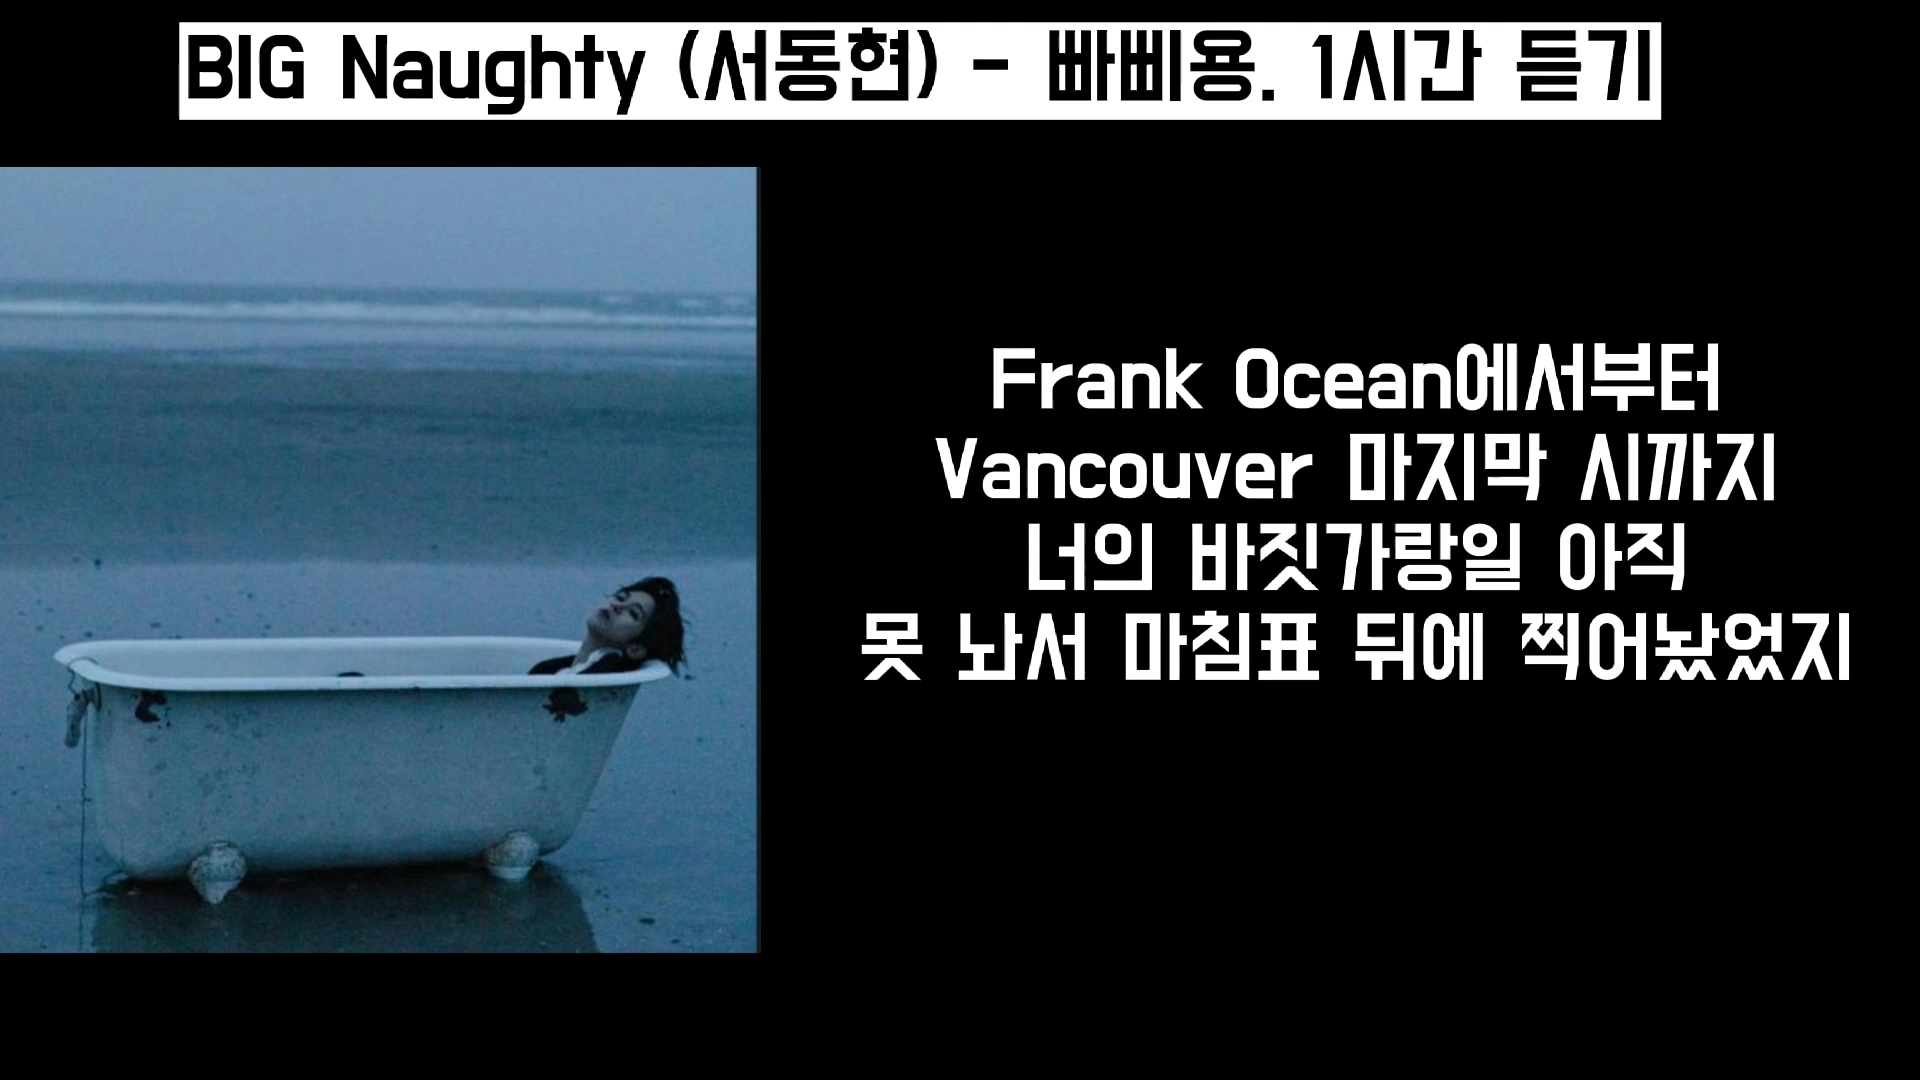 BIG Naughty (서동현) - 빠삐용. 1시간 듣기
Frank Ocean에서부터
Vancouver 마지막 시까지
너의 바짓가랑일 아직
못 놔서 마침표 뒤에 찍어놨었지